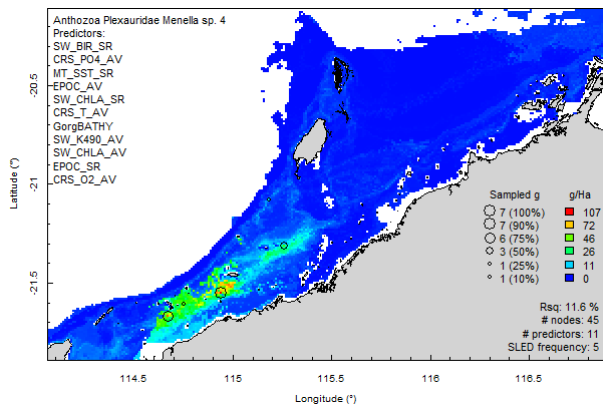 Anthozoa Plexauridae Menella sp. 4
Predictors:
SW_BIR_SR
CRS_PO4_AV
MT_SST_SR
EPOC_AV
SW_CHLA_SR
CRS_T_AV
GorgBATHY
SW_K490_AV
SW_CHLA_AV
EPOC_SR
CRS_O2_AV
-20.5
-21
-21.5
Latitude (°)
Sampled g g/Ha
7 (100%) 107
7 (90%) 72
6 (75%) 46
3 (50%) 26
1 (25%) 11
1 (10%) 0
Rsq: 11.6 %
# nodes: 45
# predictors: 11
SLED frequency: 5
114.5 115 115.5 116 116.5
Longitude (°)